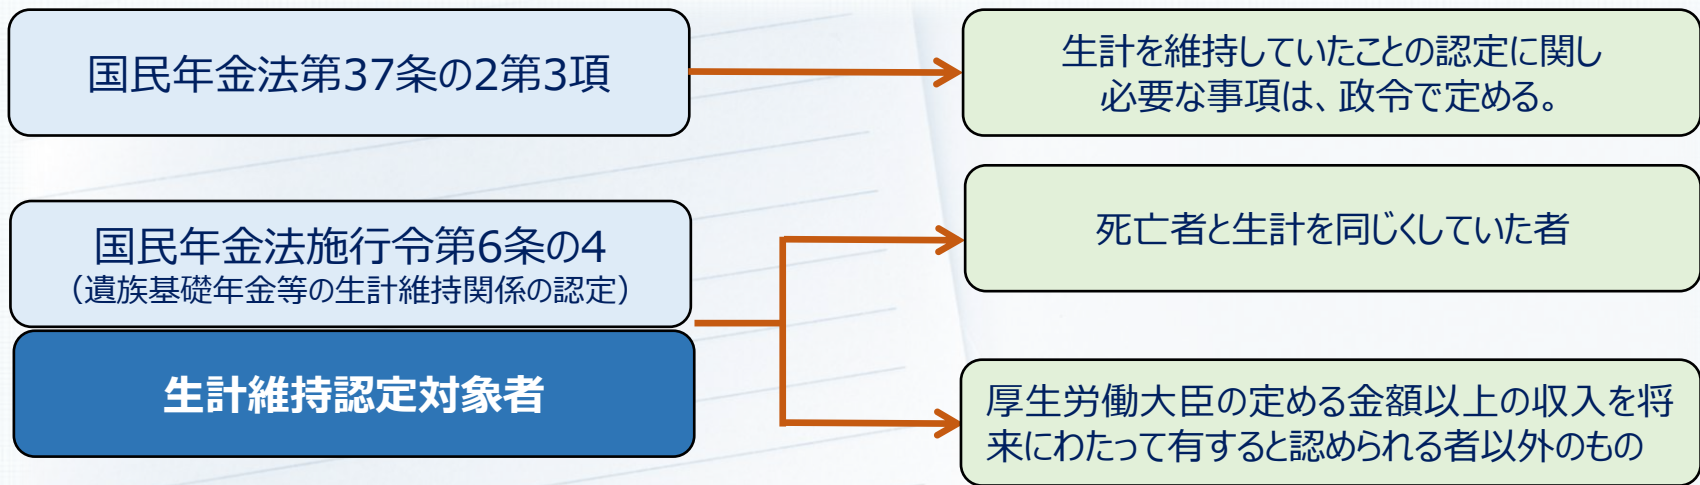 国民年金法第37条の2第3項
生計を維持していたことの認定に関し
必要な事項は、政令で定める。
国民年金法施行令第6条の4
（遺族基礎年金等の生計維持関係の認定）
生計維持認定対象者
死亡者と生計を同じくしていた者
厚生労働大臣の定める金額以上の収入を将
来にわたって有すると認められる者以外のもの